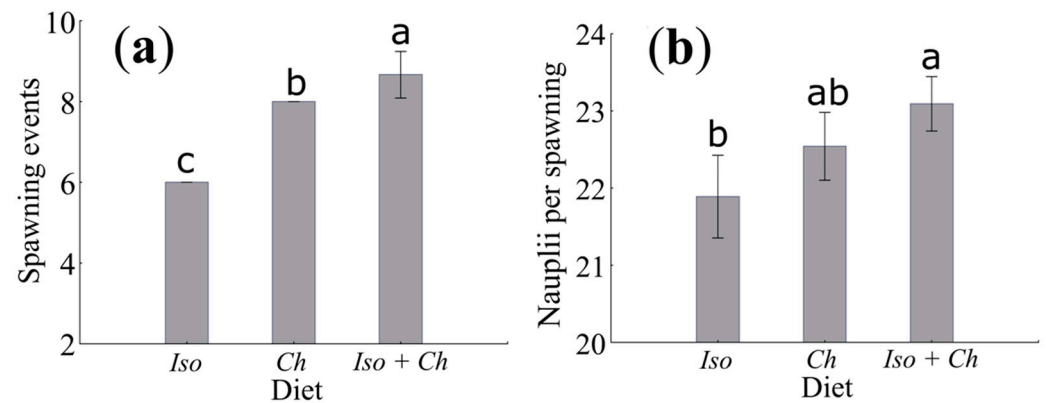 (a)
Spawning events
10
8
6
4
2
c
b
a
Iso
Ch
Iso + Ch
Diet
(b)
Nauplii per spawning
24
23
22
21
20
b
ab
a
Iso
Ch
Iso + Ch
Diet